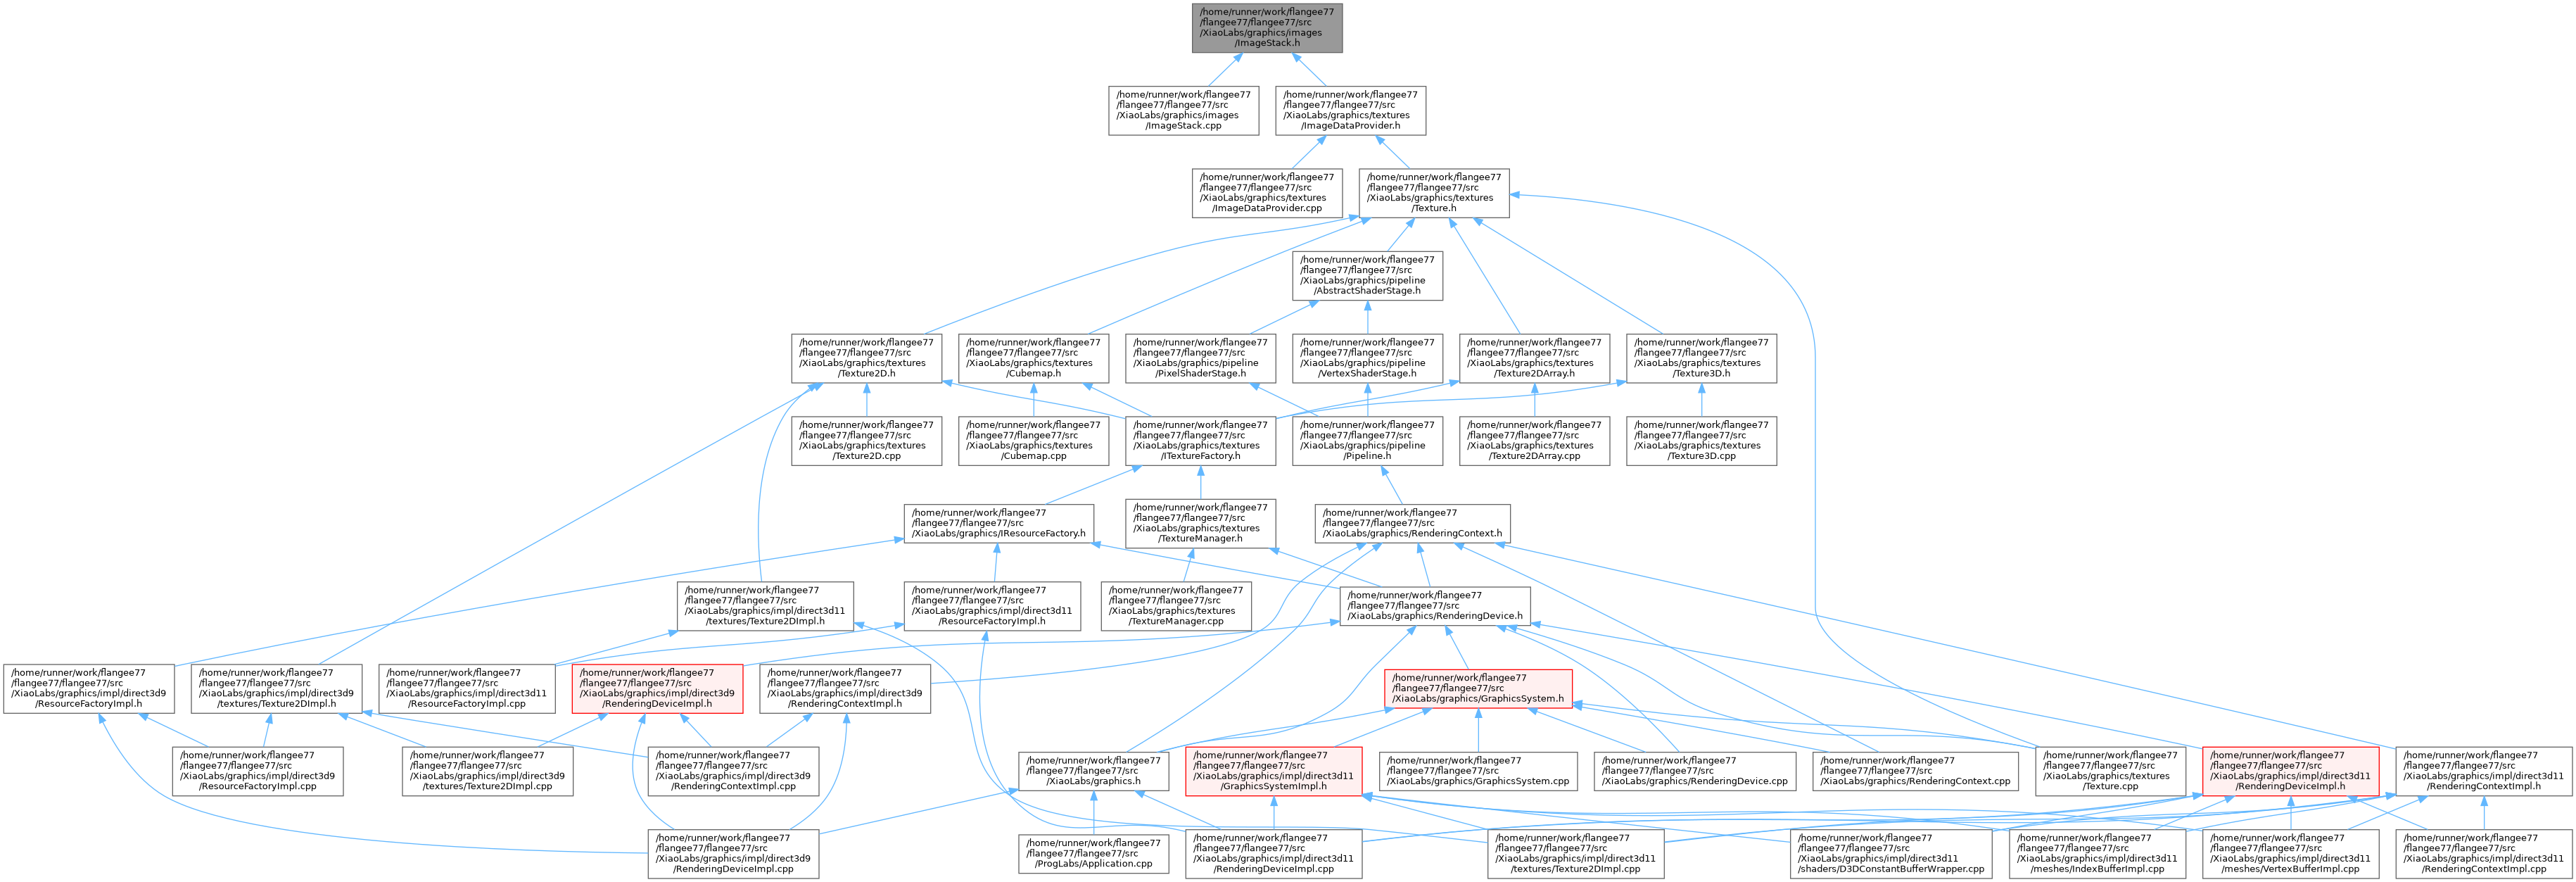 /home/runner/work/flangee77
/flangee77/flangee77/src
/XiaoLabs/graphics/images
/ImageStack.h
/home/runner/work/flangee77
/flangee77/flangee77/src
/XiaoLabs/graphics/images
/ImageStack.cpp
/home/runner/work/flangee77
/flangee77/flangee77/src
/XiaoLabs/graphics/textures
/ImageDataProvider.h
/home/runner/work/flangee77
/flangee77/flangee77/src
/XiaoLabs/graphics/textures
/ImageDataProvider.cpp
/home/runner/work/flangee77
/flangee77/flangee77/src
/XiaoLabs/graphics/textures
/Texture.h
/home/runner/work/flangee77
/flangee77/flangee77/src
/XiaoLabs/graphics/pipeline
/AbstractShaderStage.h
/home/runner/work/flangee77
/flangee77/flangee77/src
/XiaoLabs/graphics/textures
/Texture2D.h
/home/runner/work/flangee77
/flangee77/flangee77/src
/XiaoLabs/graphics/textures
/Cubemap.h
/home/runner/work/flangee77
/flangee77/flangee77/src
/XiaoLabs/graphics/pipeline
/PixelShaderStage.h
/home/runner/work/flangee77
/flangee77/flangee77/src
/XiaoLabs/graphics/pipeline
/VertexShaderStage.h
/home/runner/work/flangee77
/flangee77/flangee77/src
/XiaoLabs/graphics/textures
/Texture2DArray.h
/home/runner/work/flangee77
/flangee77/flangee77/src
/XiaoLabs/graphics/textures
/Texture3D.h
/home/runner/work/flangee77
/flangee77/flangee77/src
/XiaoLabs/graphics/textures
/Texture2D.cpp
/home/runner/work/flangee77
/flangee77/flangee77/src
/XiaoLabs/graphics/textures
/Cubemap.cpp
/home/runner/work/flangee77
/flangee77/flangee77/src
/XiaoLabs/graphics/textures
/ITextureFactory.h
/home/runner/work/flangee77
/flangee77/flangee77/src
/XiaoLabs/graphics/pipeline
/Pipeline.h
/home/runner/work/flangee77
/flangee77/flangee77/src
/XiaoLabs/graphics/textures
/Texture2DArray.cpp
/home/runner/work/flangee77
/flangee77/flangee77/src
/XiaoLabs/graphics/textures
/Texture3D.cpp
/home/runner/work/flangee77
/flangee77/flangee77/src
/XiaoLabs/graphics/IResourceFactory.h
/home/runner/work/flangee77
/flangee77/flangee77/src
/XiaoLabs/graphics/textures
/TextureManager.h
/home/runner/work/flangee77
/flangee77/flangee77/src
/XiaoLabs/graphics/RenderingContext.h
/home/runner/work/flangee77
/flangee77/flangee77/src
/XiaoLabs/graphics/impl/direct3d11
/textures/Texture2DImpl.h
/home/runner/work/flangee77
/flangee77/flangee77/src
/XiaoLabs/graphics/impl/direct3d11
/ResourceFactoryImpl.h
/home/runner/work/flangee77
/flangee77/flangee77/src
/XiaoLabs/graphics/textures
/TextureManager.cpp
/home/runner/work/flangee77
/flangee77/flangee77/src
/XiaoLabs/graphics/RenderingDevice.h
/home/runner/work/flangee77
/flangee77/flangee77/src
/XiaoLabs/graphics/impl/direct3d9
/ResourceFactoryImpl.h
/home/runner/work/flangee77
/flangee77/flangee77/src
/XiaoLabs/graphics/impl/direct3d9
/textures/Texture2DImpl.h
/home/runner/work/flangee77
/flangee77/flangee77/src
/XiaoLabs/graphics/impl/direct3d11
/ResourceFactoryImpl.cpp
/home/runner/work/flangee77
/flangee77/flangee77/src
/XiaoLabs/graphics/impl/direct3d9
/RenderingDeviceImpl.h
/home/runner/work/flangee77
/flangee77/flangee77/src
/XiaoLabs/graphics/impl/direct3d9
/RenderingContextImpl.h
/home/runner/work/flangee77
/flangee77/flangee77/src
/XiaoLabs/graphics/GraphicsSystem.h
/home/runner/work/flangee77
/flangee77/flangee77/src
/XiaoLabs/graphics/impl/direct3d9
/ResourceFactoryImpl.cpp
/home/runner/work/flangee77
/flangee77/flangee77/src
/XiaoLabs/graphics/impl/direct3d9
/textures/Texture2DImpl.cpp
/home/runner/work/flangee77
/flangee77/flangee77/src
/XiaoLabs/graphics/impl/direct3d9
/RenderingContextImpl.cpp
/home/runner/work/flangee77
/flangee77/flangee77/src
/XiaoLabs/graphics.h
/home/runner/work/flangee77
/flangee77/flangee77/src
/XiaoLabs/graphics/impl/direct3d11
/GraphicsSystemImpl.h
/home/runner/work/flangee77
/flangee77/flangee77/src
/XiaoLabs/graphics/GraphicsSystem.cpp
/home/runner/work/flangee77
/flangee77/flangee77/src
/XiaoLabs/graphics/RenderingDevice.cpp
/home/runner/work/flangee77
/flangee77/flangee77/src
/XiaoLabs/graphics/RenderingContext.cpp
/home/runner/work/flangee77
/flangee77/flangee77/src
/XiaoLabs/graphics/textures
/Texture.cpp
/home/runner/work/flangee77
/flangee77/flangee77/src
/XiaoLabs/graphics/impl/direct3d11
/RenderingDeviceImpl.h
/home/runner/work/flangee77
/flangee77/flangee77/src
/XiaoLabs/graphics/impl/direct3d11
/RenderingContextImpl.h
/home/runner/work/flangee77
/flangee77/flangee77/src
/XiaoLabs/graphics/impl/direct3d9
/RenderingDeviceImpl.cpp
/home/runner/work/flangee77
/flangee77/flangee77/src
/ProgLabs/Application.cpp
/home/runner/work/flangee77
/flangee77/flangee77/src
/XiaoLabs/graphics/impl/direct3d11
/RenderingDeviceImpl.cpp
/home/runner/work/flangee77
/flangee77/flangee77/src
/XiaoLabs/graphics/impl/direct3d11
/textures/Texture2DImpl.cpp
/home/runner/work/flangee77
/flangee77/flangee77/src
/XiaoLabs/graphics/impl/direct3d11
/shaders/D3DConstantBufferWrapper.cpp
/home/runner/work/flangee77
/flangee77/flangee77/src
/XiaoLabs/graphics/impl/direct3d11
/meshes/IndexBufferImpl.cpp
/home/runner/work/flangee77
/flangee77/flangee77/src
/XiaoLabs/graphics/impl/direct3d11
/meshes/VertexBufferImpl.cpp
/home/runner/work/flangee77
/flangee77/flangee77/src
/XiaoLabs/graphics/impl/direct3d11
/RenderingContextImpl.cpp